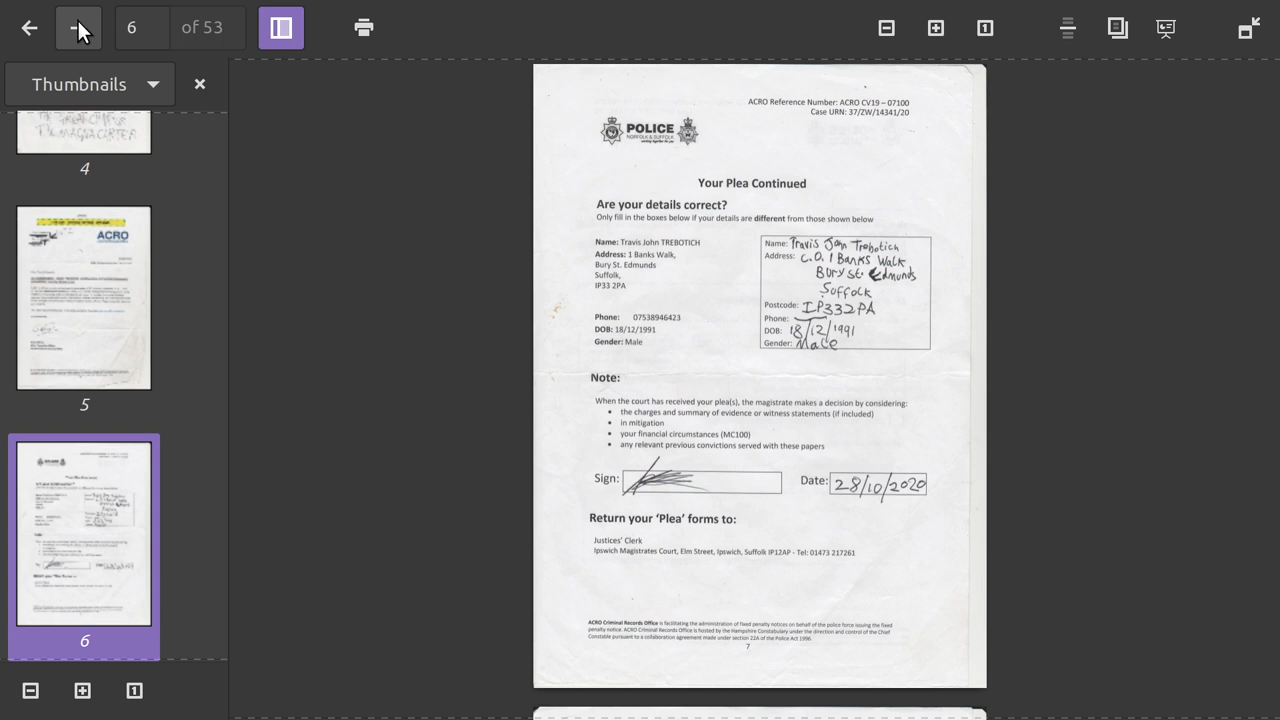 6 of 53
Thumbnails
4
5
6
ACRO
ACRO Reference Number: ACRO CV19 – 07100
Case URN: 37/ZW/14341/20
POLICE
NORFOLK & SUFFOLK
Your Plea Continued
Are your details correct?
Only fill in the boxes below if your details are different from those shown below
Name: Travis John TREBOTICH
Address: 1 Banks Walk,
Bury St. Edmunds
Suffolk,
IP33 2PA
Phone: 07538946423
DOB: 18/12/1991
Gender: Male
Name: Travis John Trebotich
Address: C.O. 1 Banks Walk
Bury St. Edmunds
Suffolk
Postcode: IP332PA
Phone:
DOB: 18/12/1991
Gender: Male
Note:
When the court has received your plea(s), the magistrate makes a decision by considering:
• the charges and summary of evidence or witness statements (if included)
• in mitigation
• your financial circumstances (MC100)
• any relevant previous convictions served with these papers
Sign:
Date: 28/10/2020
Return your 'Plea' forms to:
Justices' Clerk
Ipswich Magistrates Court, Elm Street, Ipswich, Suffolk IP12AP - Tel: 01473 217261
ACRO Criminal Records Office is facilitating the administration of fixed penalty notices on behalf of the police force issuing the fixed
penalty notice. ACRO Criminal Records Office is hosted by the Hampshire Constabulary under the direction and control of the Chief
Constable pursuant to a collaboration agreement made under section 22A of the Police Act 1996.
7